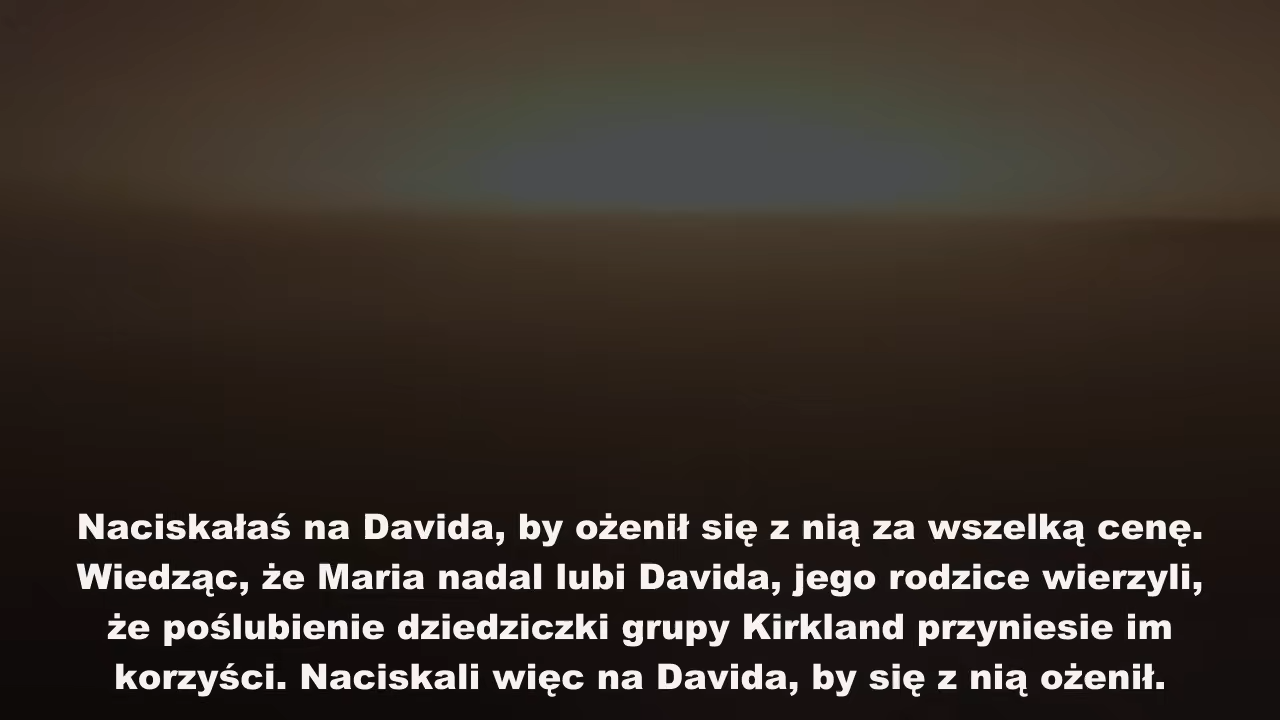 Naciskałaś na Davida, by ożenił się z nią za wszelką cenę.
Wiedząc, że Maria nadal lubi Davida, jego rodzice wierzyli,
że poślubienie dziedziczki grupy Kirkland przyniesie im
korzyści. Naciskali więc na Davida, by się z nią ożenił.